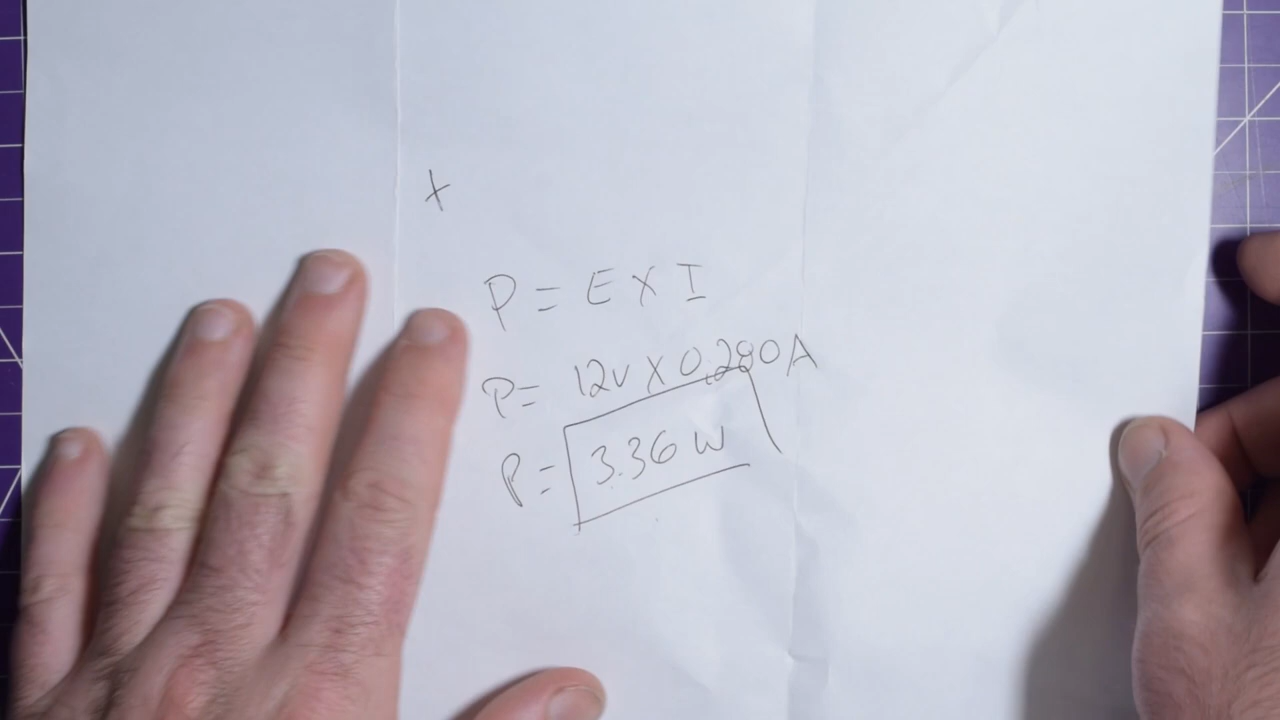 +
P = E X I
P= 12V X 0.280A
P= 3.36 W